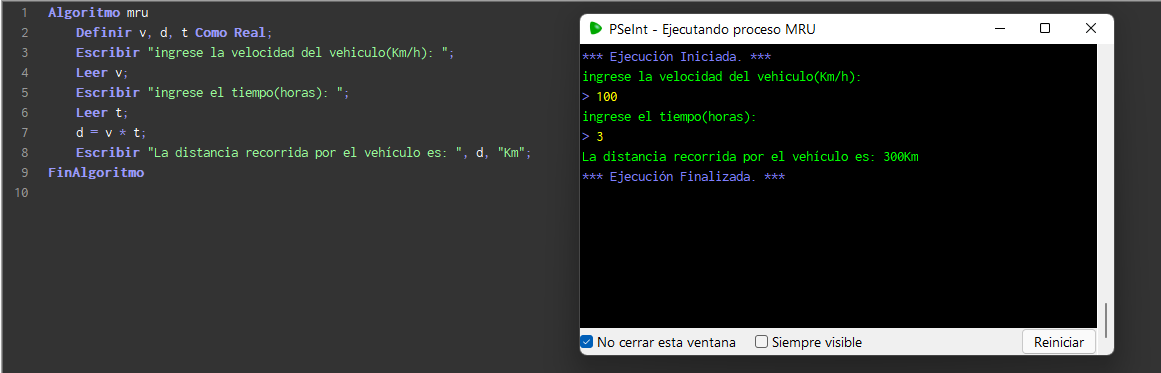 1 Algoritmo mru
2 Definir v, d, t Como Real;
3 Escribir "ingrese la velocidad del vehiculo(Km/h): ";
4 Leer v;
5 Escribir "ingrese el tiempo(horas): ";
6 Leer t;
7 d = v * t;
8 Escribir "La distancia recorrida por el vehículo es: ", d, "Km";
9 FinAlgoritmo
10
PSeInt - Ejecutando proceso MRU
*** Ejecución Iniciada. ***
ingrese la velocidad del vehiculo(Km/h):
> 100
ingrese el tiempo(horas):
> 3
La distancia recorrida por el vehículo es: 300Km
*** Ejecución Finalizada. ***
No cerrar esta ventana
Siempre visible
Reiniciar